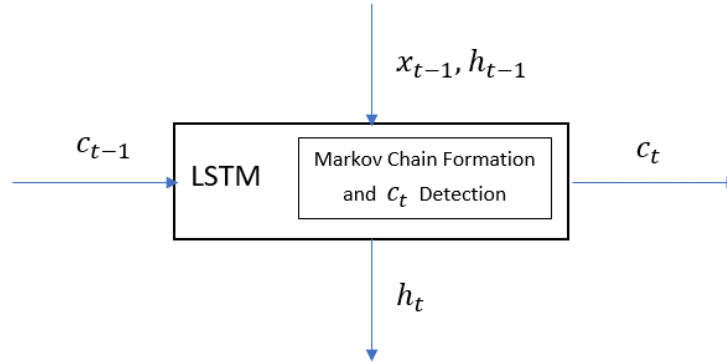 x_{t−1}, h_{t−1}
c_{t−1}
LSTM
Markov Chain Formation
and c_t Detection
c_t
h_t